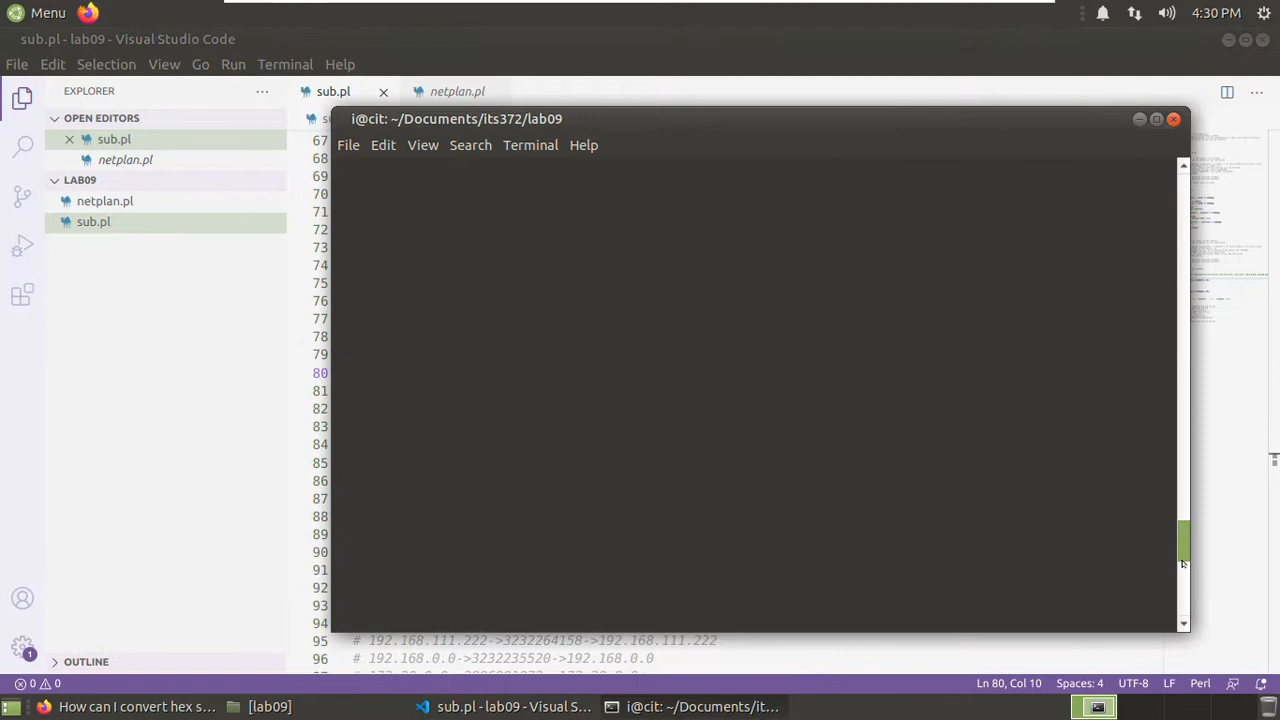 Menu
4:30 PM
sub.pl - lab09 - Visual Studio Code
File Edit Selection View Go Run Terminal Help
EXPLORER
sub.pl
netplan.pl
OPEN EDITORS
sub.pl
netplan.pl
LAB09
netplan.pl
sub.pl
i@cit: ~/Documents/its372/lab09
File Edit View Search Terminal Help
67
68
69
70
71
72
73
74
75
76
77
78
79
80
81
82
83
84
85
86
87
88
89
90
91
92
93
94
95 # 192.168.111.222->3232264158->192.168.111.222
96 # 192.168.0.0->3232235520->192.168.0.0
OUTLINE
1
0 0
Ln 80, Col 10 Spaces: 4 UTF-8 LF Perl
How can I convert hex s...
[lab09]
sub.pl - lab09 - Visual S...
i@cit: ~/Documents/it...